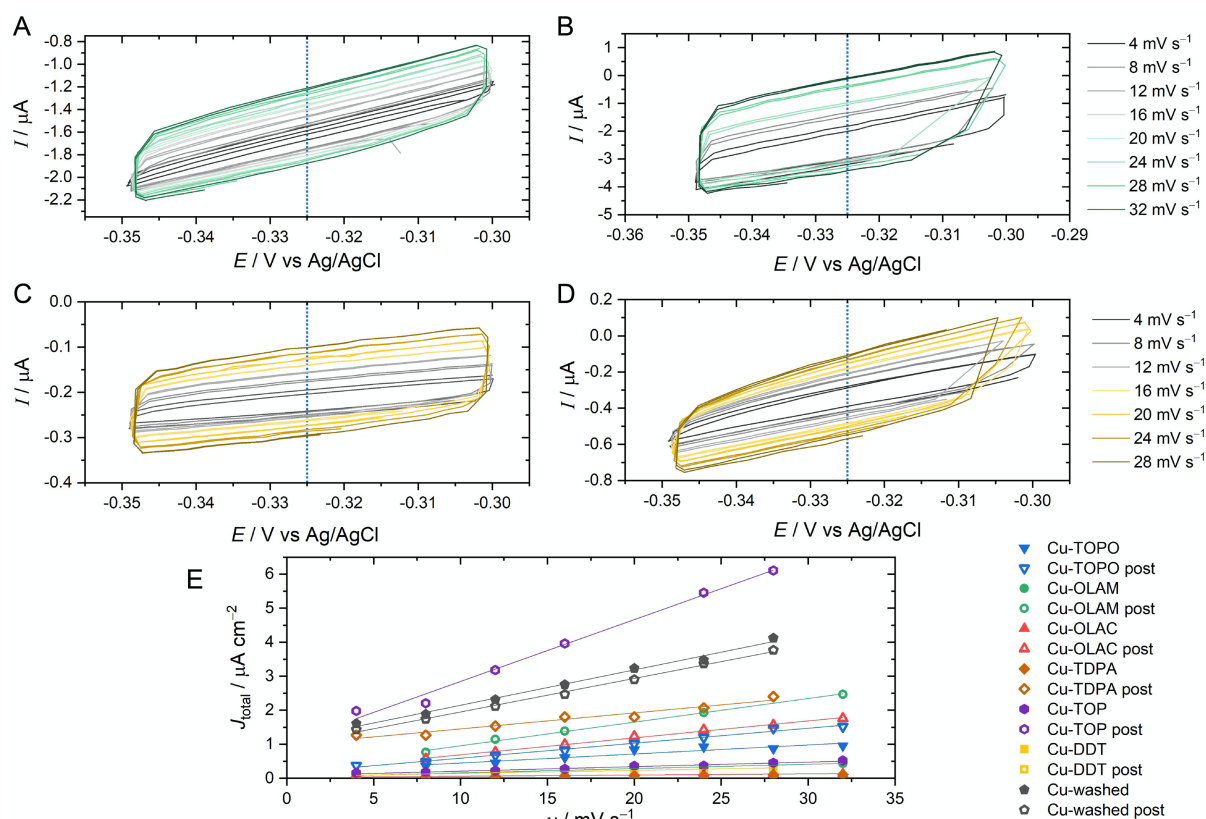 A
-0.8
-1.0
-1.2
-1.4
-1.6
-1.8
-2.0
-2.2
I / μA
-0.35 -0.34 -0.33 -0.32 -0.31 -0.30
E / V vs Ag/AgCl
B
1
0
-1
-2
-3
-4
-5
I / μA
-0.36 -0.35 -0.34 -0.33 -0.32 -0.31 -0.30 -0.29
E / V vs Ag/AgCl
4 mV s⁻¹
8 mV s⁻¹
12 mV s⁻¹
16 mV s⁻¹
20 mV s⁻¹
24 mV s⁻¹
28 mV s⁻¹
32 mV s⁻¹
C
0.0
-0.1
-0.2
-0.3
-0.4
I / μA
-0.35 -0.34 -0.33 -0.32 -0.31 -0.30
E / V vs Ag/AgCl
D
0.2
0.0
-0.2
-0.4
-0.6
-0.8
I / μA
-0.35 -0.34 -0.33 -0.32 -0.31 -0.30
E / V vs Ag/AgCl
4 mV s⁻¹
8 mV s⁻¹
12 mV s⁻¹
16 mV s⁻¹
20 mV s⁻¹
24 mV s⁻¹
28 mV s⁻¹
E
6
5
4
3
2
1
0
J total / μA cm⁻²
0 5 10 15 20 25 30 35
mV s⁻¹
Cu-TOPO
Cu-TOPO post
Cu-OLAM
Cu-OLAM post
Cu-OLAC
Cu-OLAC post
Cu-TDPA
Cu-TDPA post
Cu-TOP
Cu-TOP post
Cu-DDT
Cu-DDT post
Cu-washed
Cu-washed post